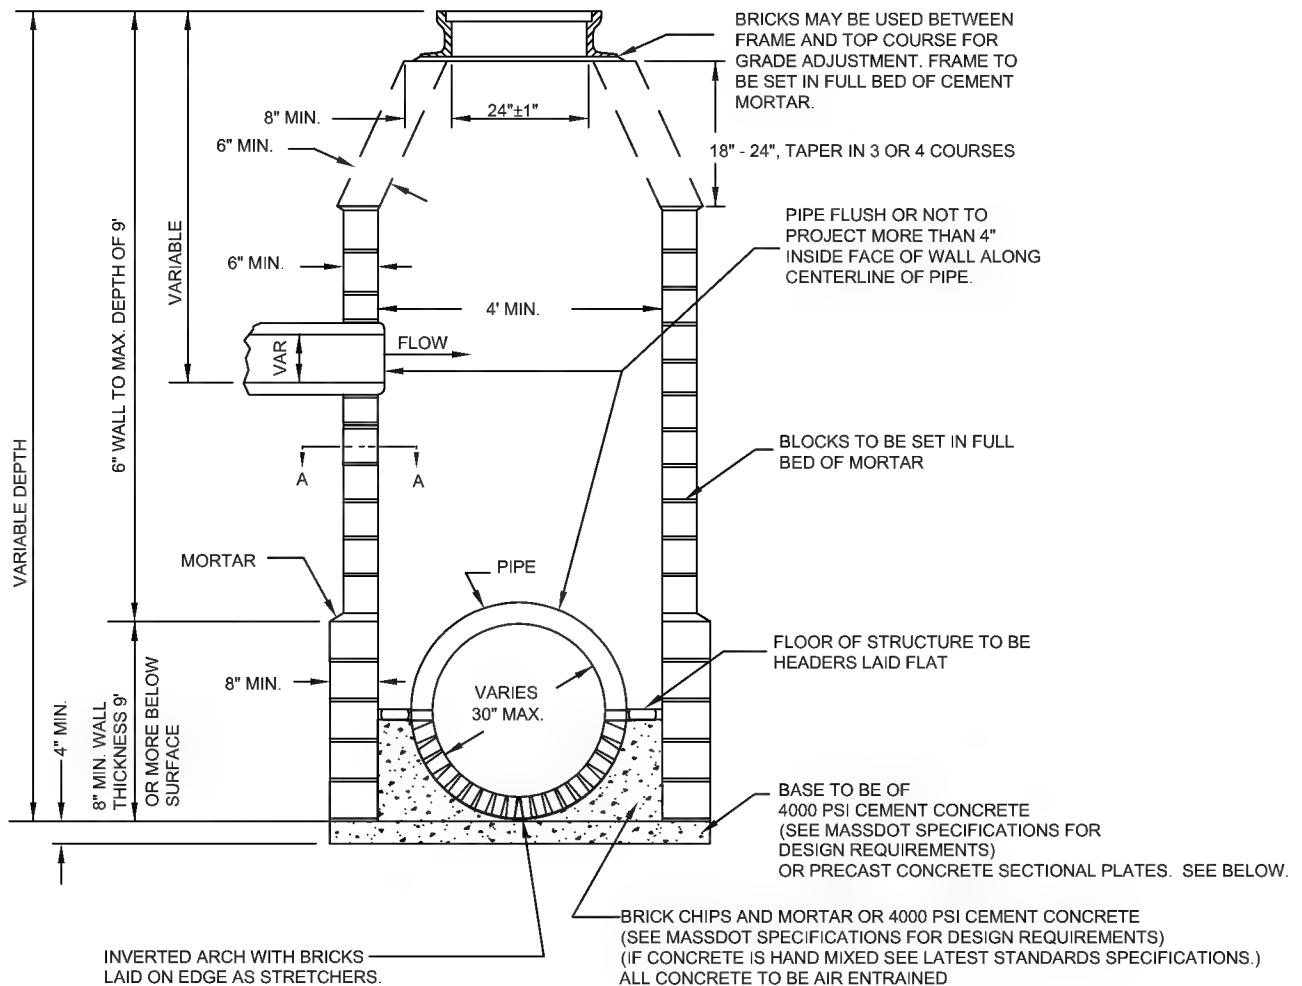 BRICKS MAY BE USED BETWEEN
FRAME AND TOP COURSE FOR
GRADE ADJUSTMENT. FRAME TO
BE SET IN FULL BED OF CEMENT
MORTAR.
8" MIN.
24"±1"
6" MIN.
18" - 24", TAPER IN 3 OR 4 COURSES
PIPE FLUSH OR NOT TO
PROJECT MORE THAN 4"
INSIDE FACE OF WALL ALONG
CENTERLINE OF PIPE.
VARIABLE
6" MIN.
4' MIN.
6" WALL TO MAX. DEPTH OF 9'
VAR
FLOW
VARIABLE DEPTH
A
A
BLOCKS TO BE SET IN FULL
BED OF MORTAR
MORTAR
PIPE
FLOOR OF STRUCTURE TO BE
HEADERS LAID FLAT
8" MIN.
VARIES
30" MAX.
4" MIN.
8" MIN. WALL
THICKNESS 9'
OR MORE BELOW
SURFACE
BASE TO BE OF
4000 PSI CEMENT CONCRETE
(SEE MASSDOT SPECIFICATIONS FOR
DESIGN REQUIREMENTS)
OR PRECAST CONCRETE SECTIONAL PLATES. SEE BELOW.
BRICK CHIPS AND MORTAR OR 4000 PSI CEMENT CONCRETE
(SEE MASSDOT SPECIFICATIONS FOR DESIGN REQUIREMENTS)
(IF CONCRETE IS HAND MIXED SEE LATEST STANDARDS SPECIFICATIONS.)
ALL CONCRETE TO BE AIR ENTRAINED
INVERTED ARCH WITH BRICKS
LAID ON EDGE AS STRETCHERS.